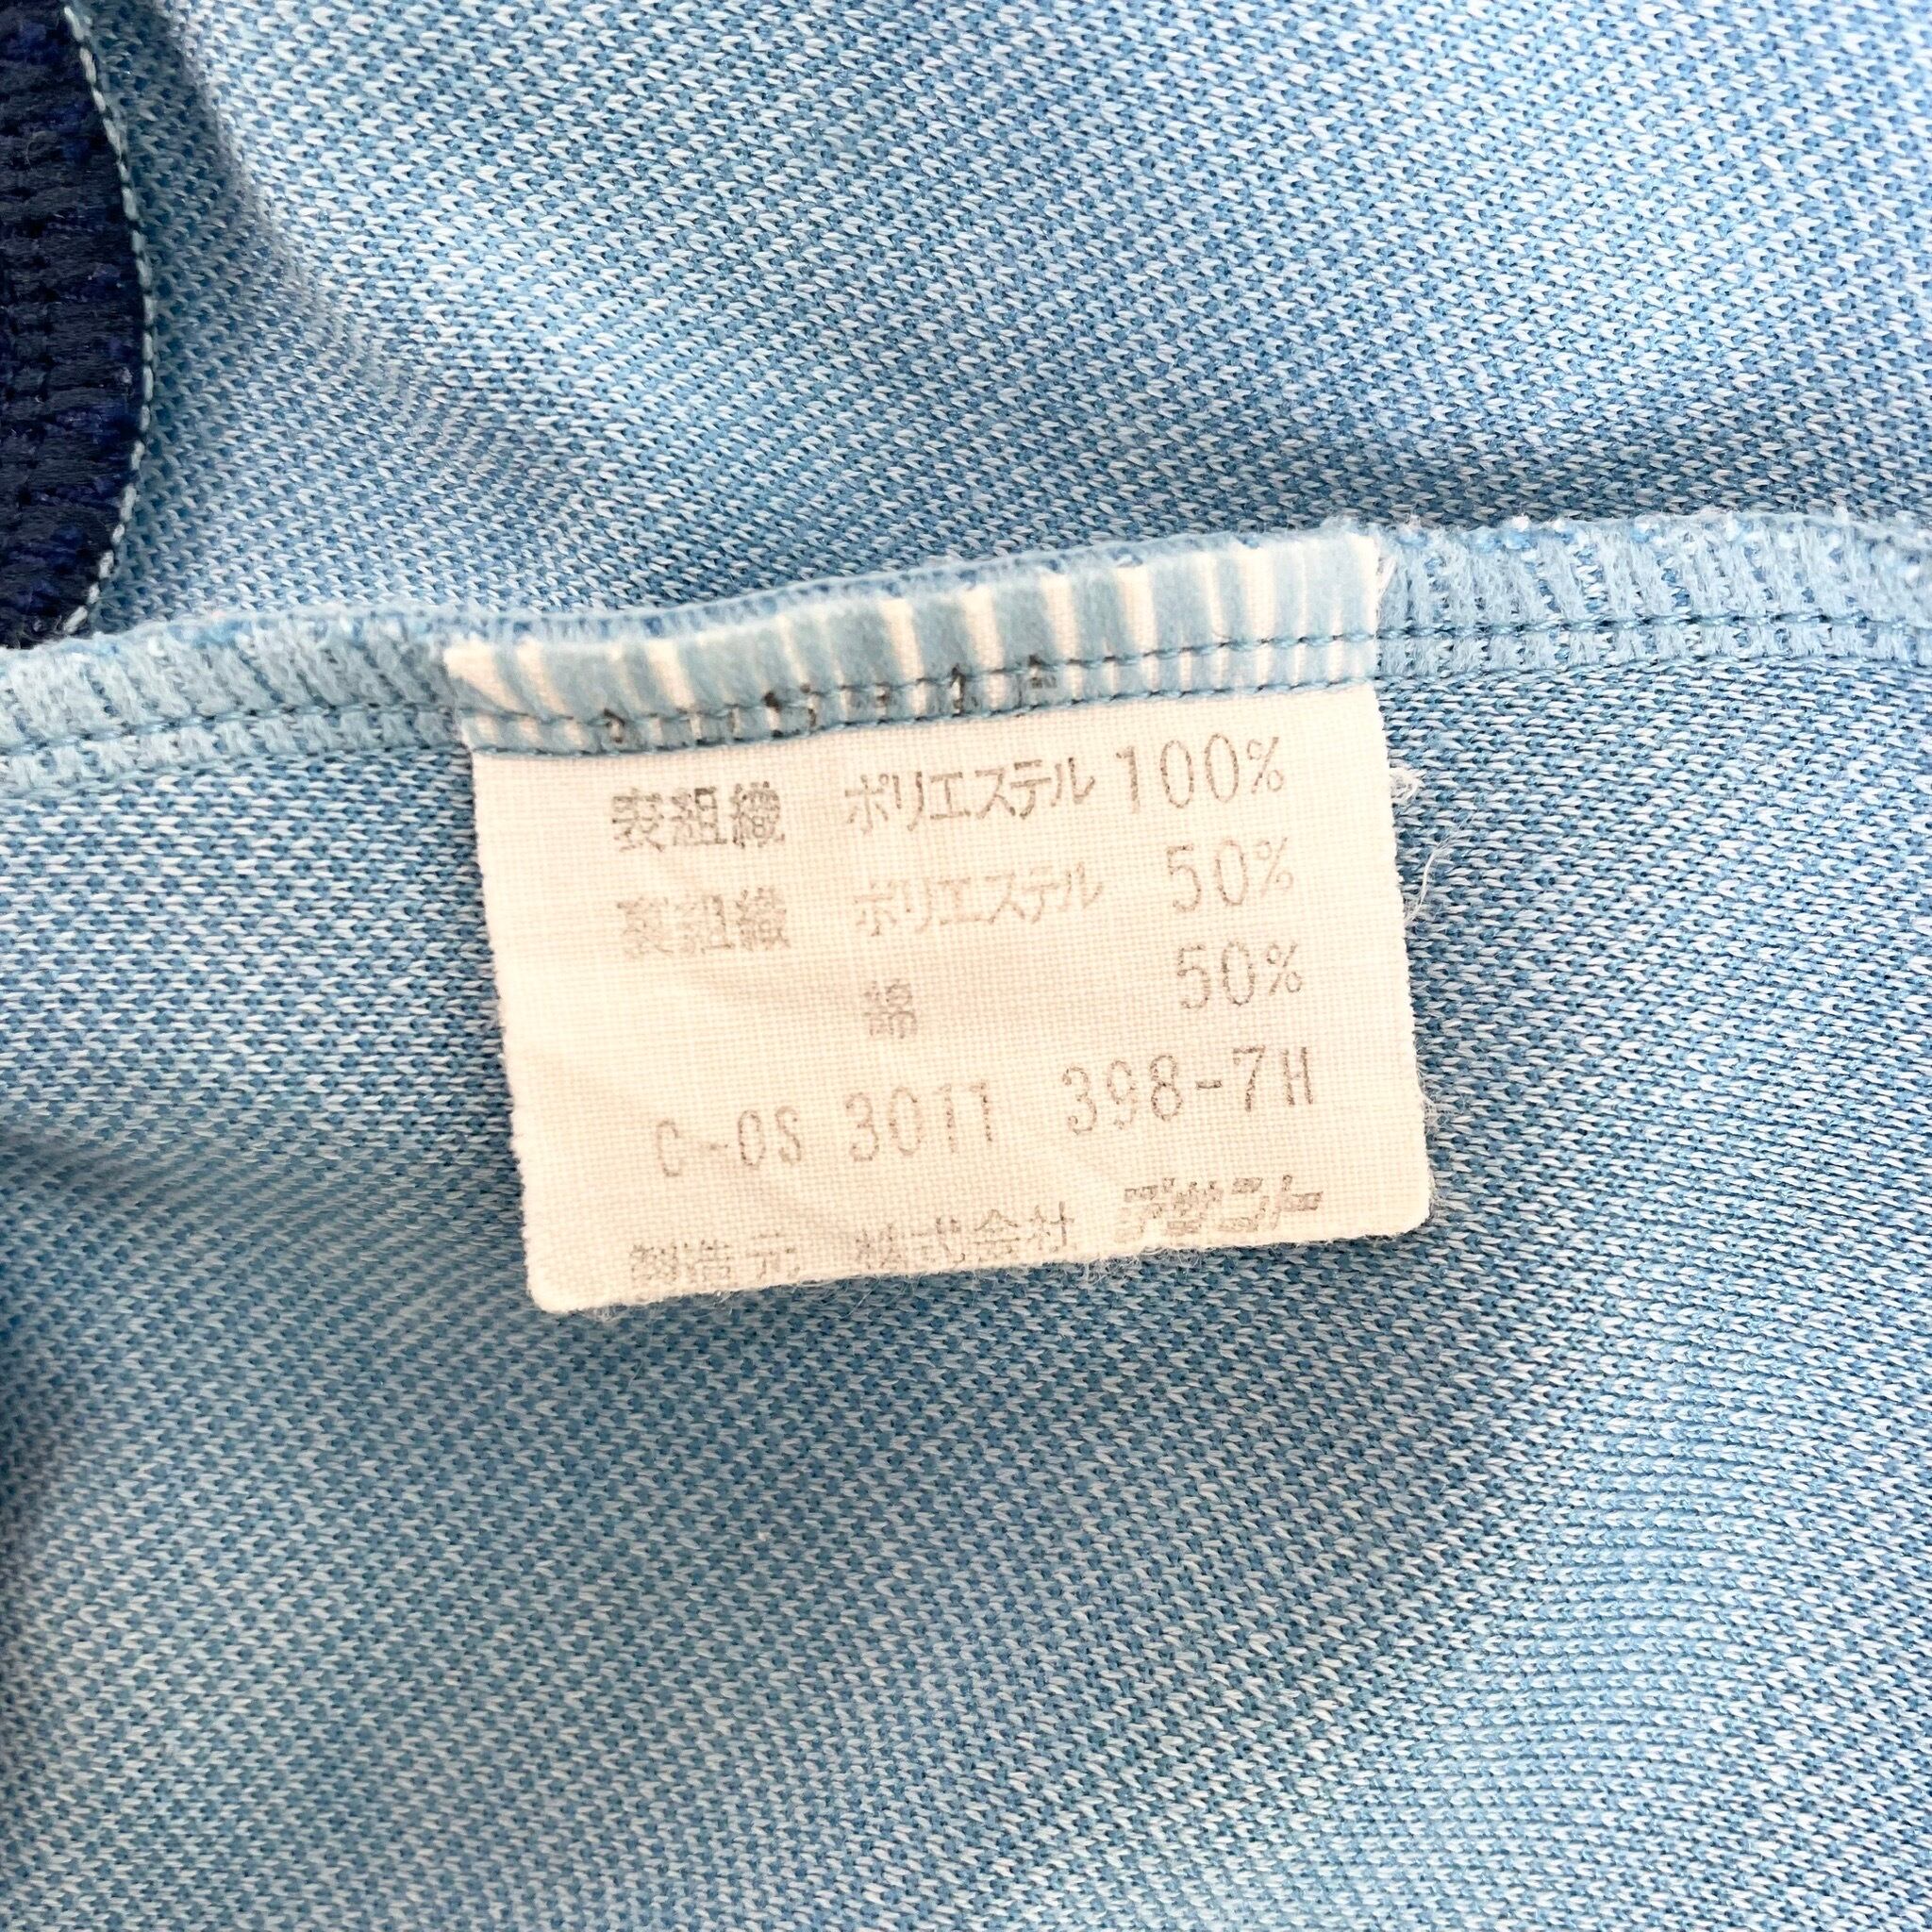 表組織 ポリエステル 100%
裏組織 ポリエステル 50%
綿 50%
C-OS 3011 398-7H
製造元 株式会社 デサント